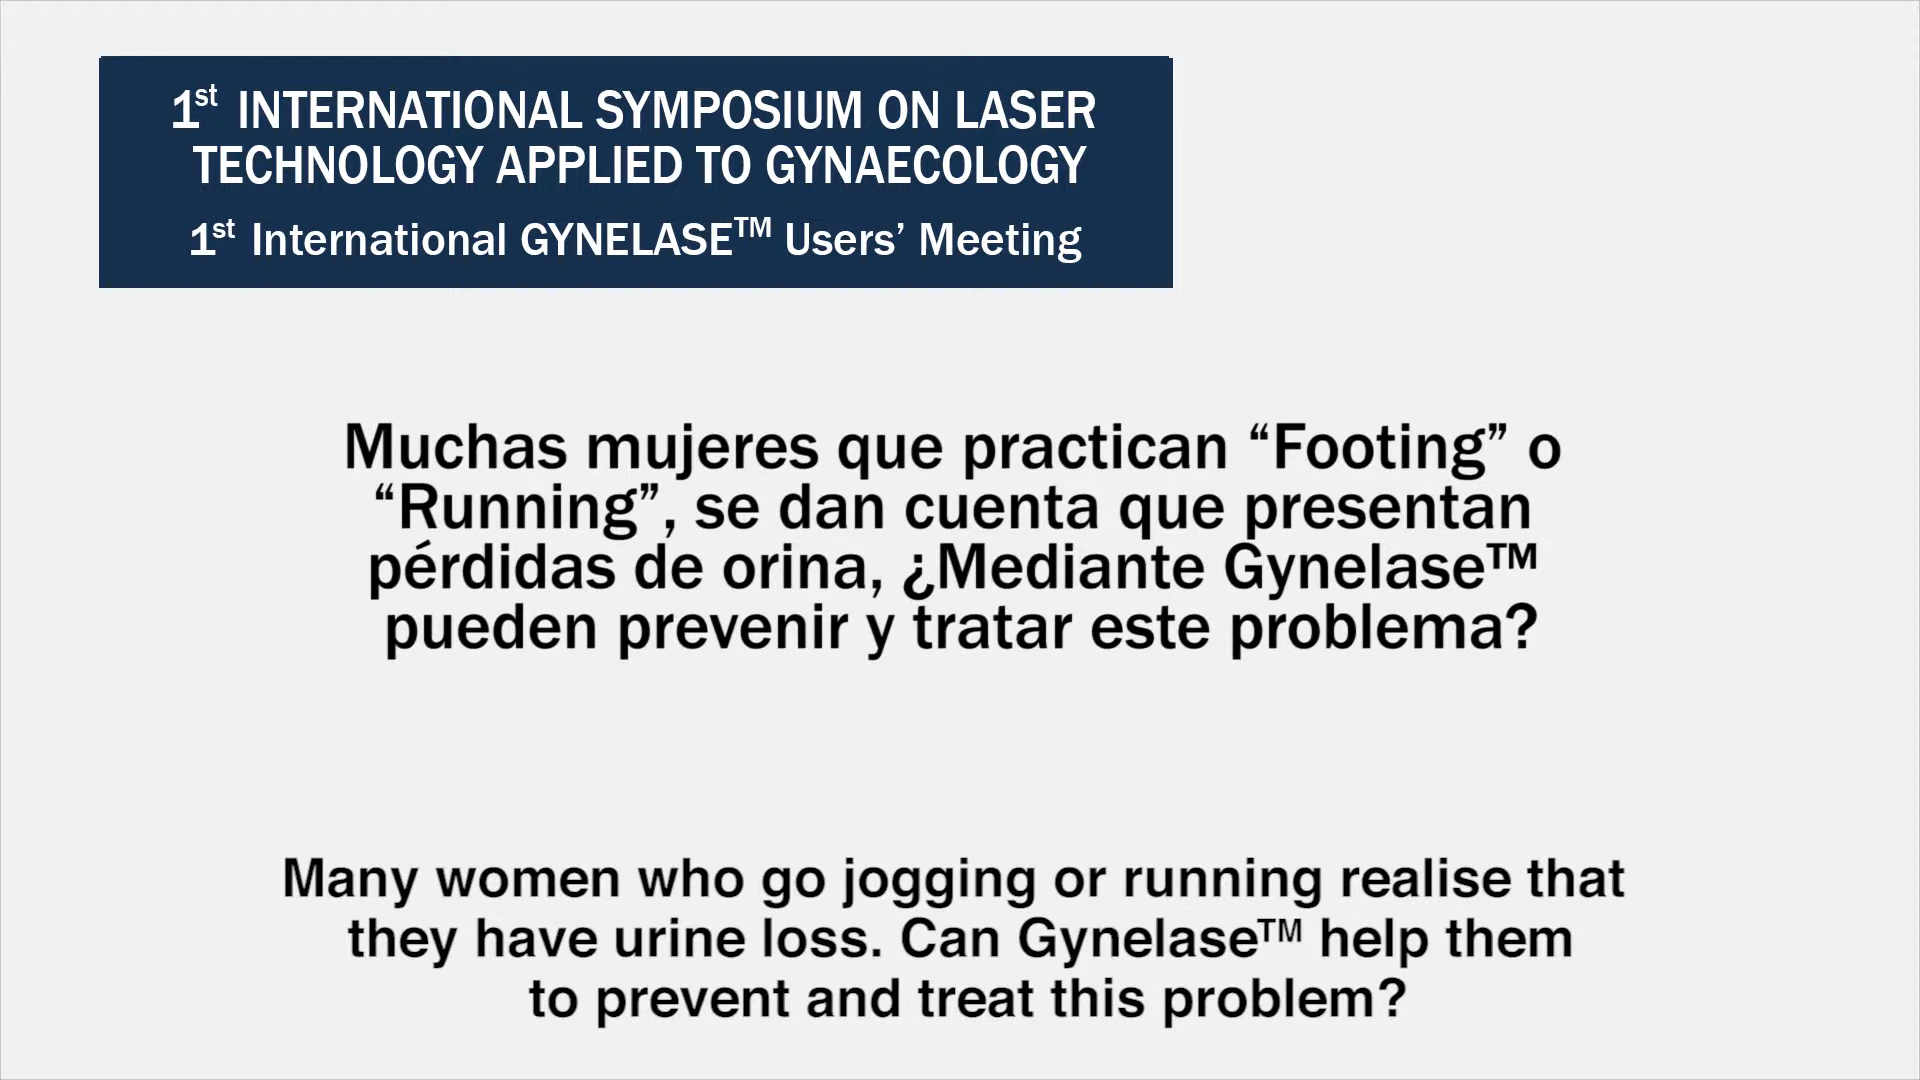 1st INTERNATIONAL SYMPOSIUM ON LASER
TECHNOLOGY APPLIED TO GYNAECOLOGY
1st International GYNELASE™ Users’ Meeting
Muchas mujeres que practican “Footing” o
“Running”, se dan cuenta que presentan
pérdidas de orina, ¿Mediante Gynelase™
pueden prevenir y tratar este problema?
Many women who go jogging or running realise that
they have urine loss. Can Gynelase™ help them
to prevent and treat this problem?